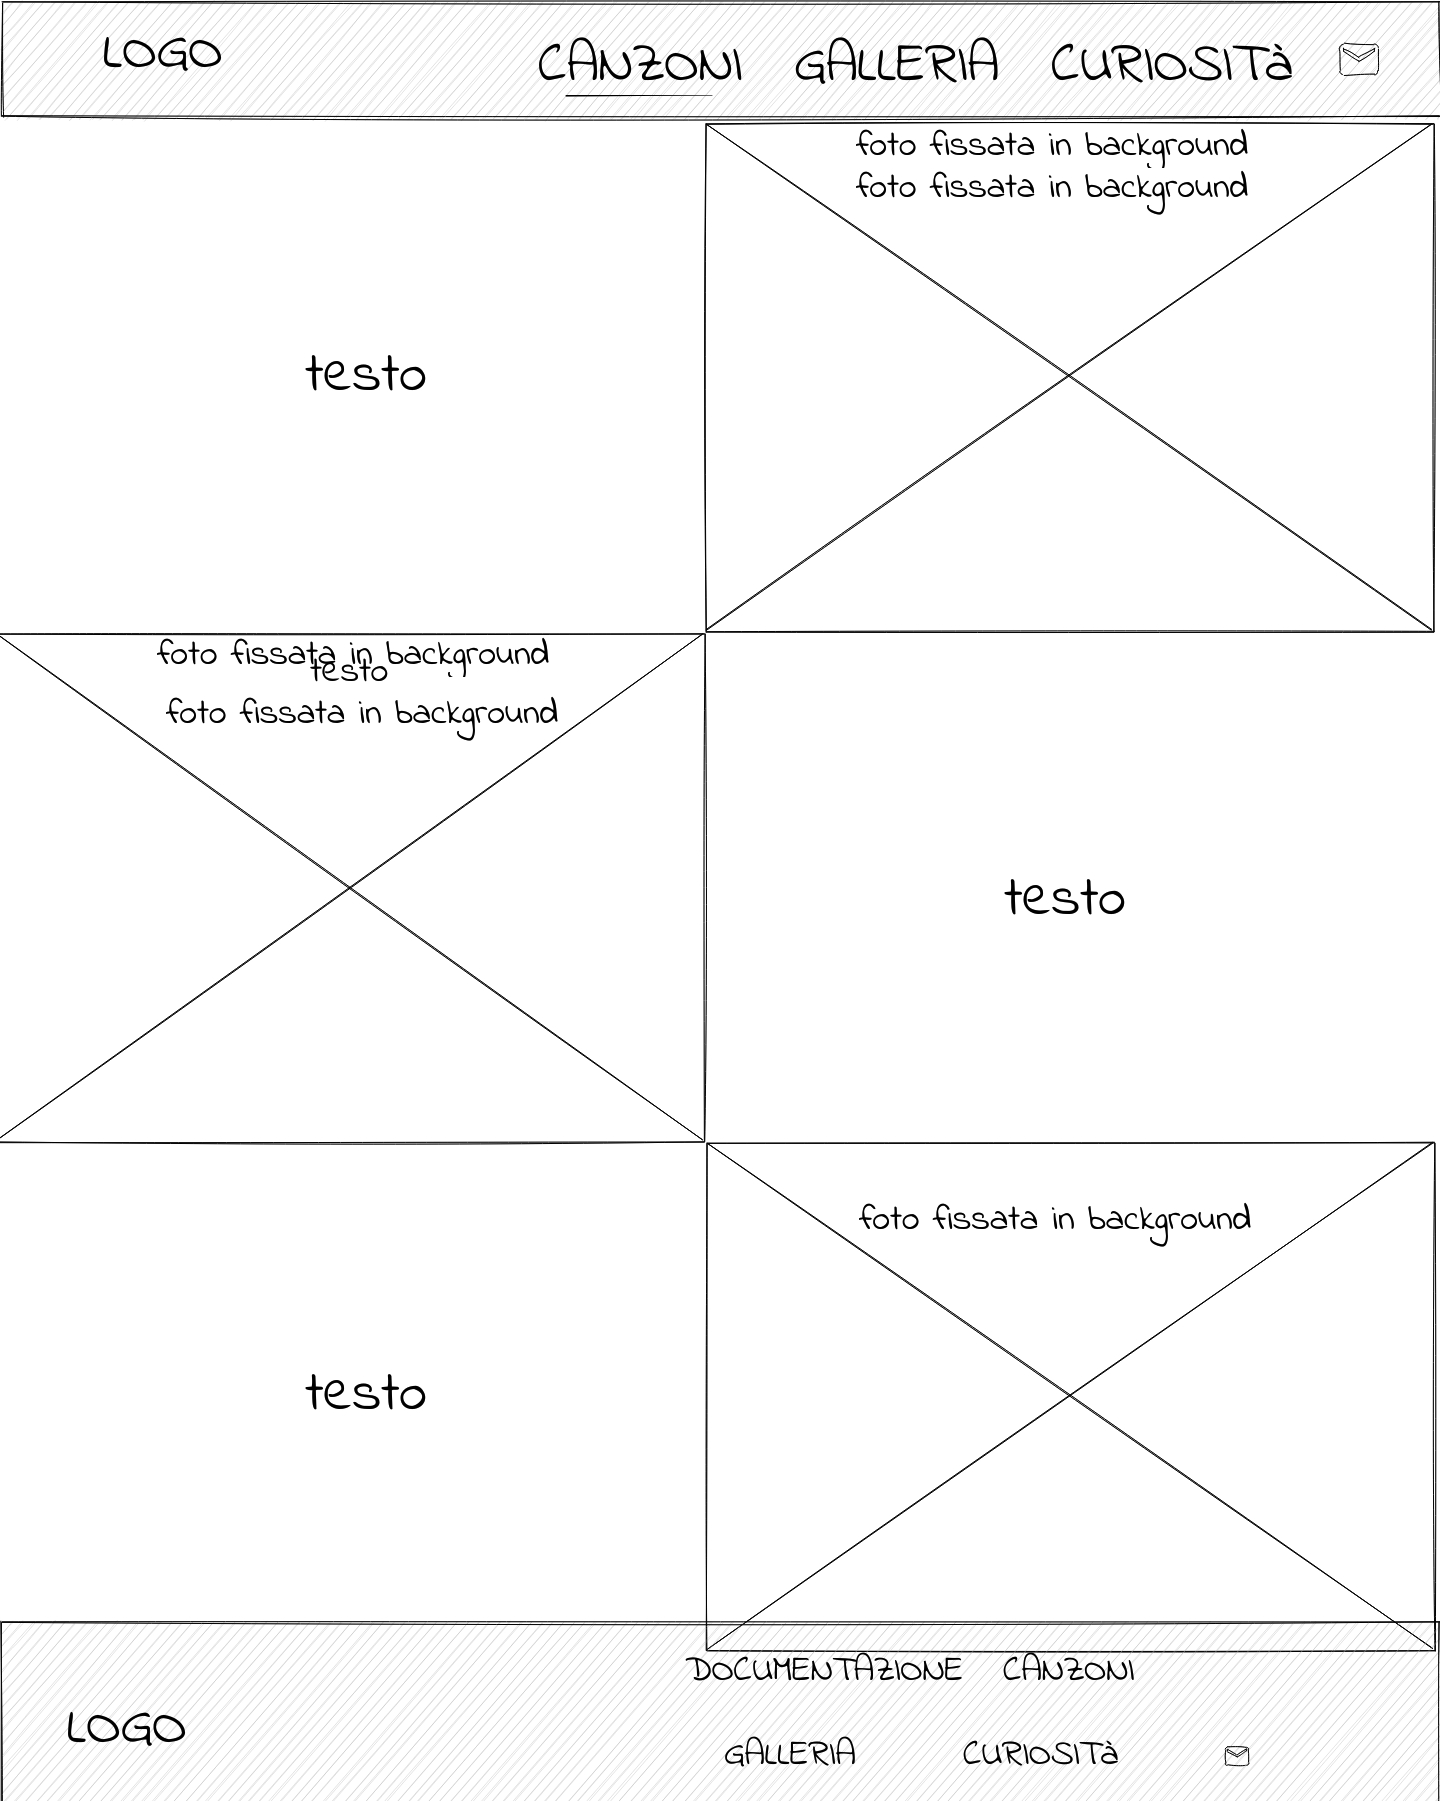 LOGO CANZONI GALLERIA CURIOSITà
foto fissata in background
foto fissata in background
testo
foto fissata in background
testo
foto fissata in background
testo
foto fissata in background
testo
DOCUMENTAZIONE CANZONI
LOGO
GALLERIA CURIOSITà